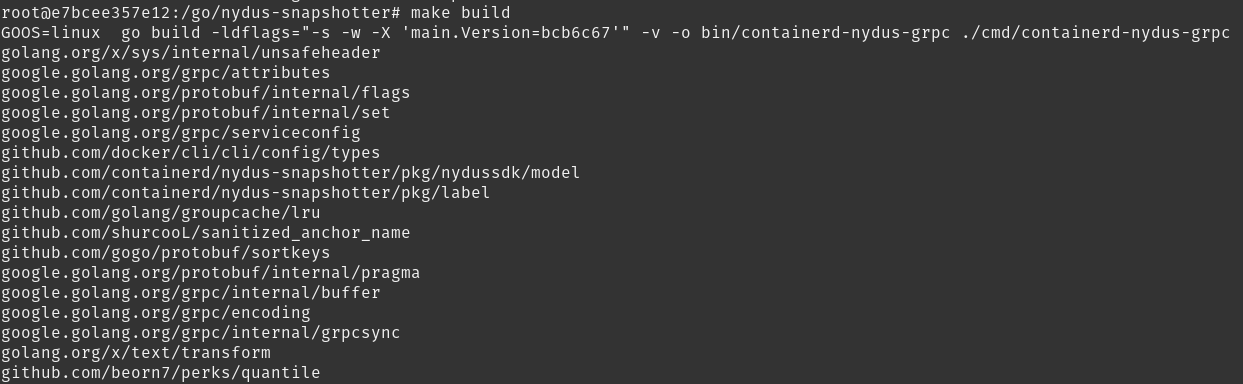 root@e7bcee357e12:/go/nydus-snapshotter# make build
GOOS=linux  go build -ldflags="-s -w -X 'main.Version=bcb6c67'" -v -o bin/containerd-nydus-grpc ./cmd/containerd-nydus-grpc
golang.org/x/sys/internal/unsafeheader
google.golang.org/grpc/attributes
google.golang.org/protobuf/internal/flags
google.golang.org/protobuf/internal/set
google.golang.org/grpc/serviceconfig
github.com/docker/cli/cli/config/types
github.com/containerd/nydus-snapshotter/pkg/nydussdk/model
github.com/containerd/nydus-snapshotter/pkg/label
github.com/golang/groupcache/lru
github.com/shurcooL/sanitized_anchor_name
github.com/gogo/protobuf/sortkeys
google.golang.org/protobuf/internal/pragma
google.golang.org/grpc/internal/buffer
google.golang.org/grpc/encoding
google.golang.org/grpc/internal/grpcsync
golang.org/x/text/transform
github.com/beorn7/perks/quantile